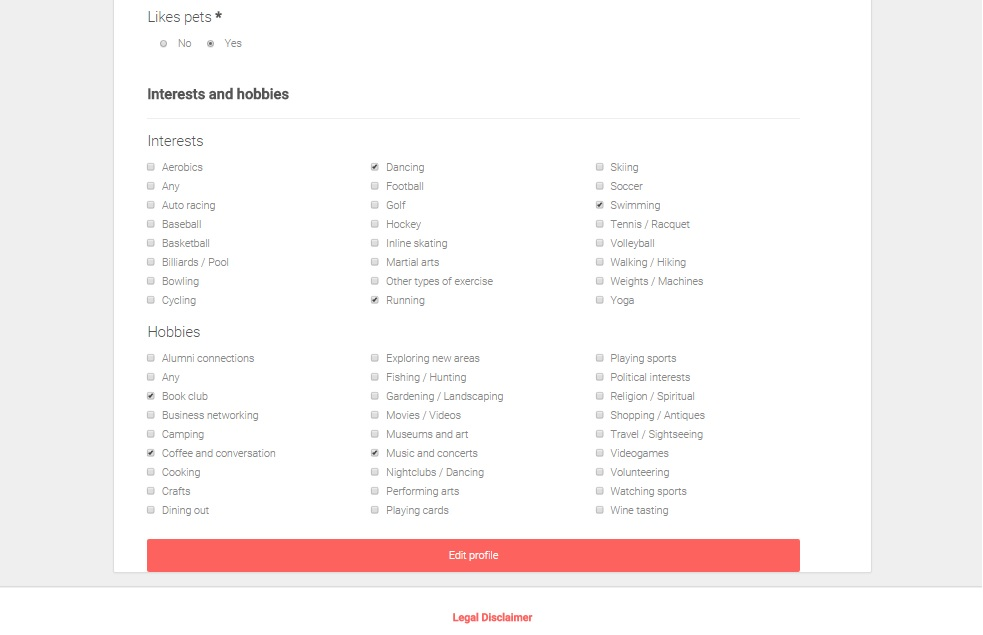 Likes pets *
No Yes
Interests and hobbies
Interests
Aerobics Dancing Skiing
Any Football Soccer
Auto racing Golf Swimming
Baseball Hockey Tennis / Racquet
Basketball Inline skating Volleyball
Billiards / Pool Martial arts Walking / Hiking
Bowling Other types of exercise Weights / Machines
Cycling Running Yoga
Hobbies
Alumni connections Exploring new areas Playing sports
Any Fishing / Hunting Political interests
Book club Gardening / Landscaping Religion / Spiritual
Business networking Movies / Videos Shopping / Antiques
Camping Museums and art Travel / Sightseeing
Coffee and conversation Music and concerts Videogames
Cooking Nightclubs / Dancing Volunteering
Crafts Performing arts Watching sports
Dining out Playing cards Wine tasting
Edit profile
Legal Disclaimer